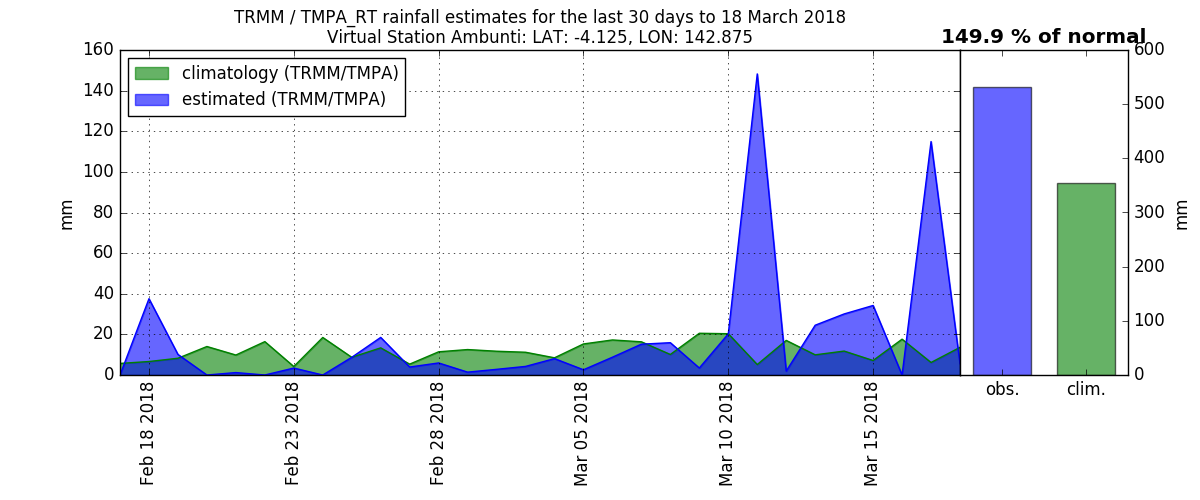 TRMM / TMPA_RT rainfall estimates for the last 30 days to 18 March 2018
Virtual Station Ambunti: LAT: -4.125, LON: 142.875
149.9 % of normal
climatology (TRMM/TMPA)
estimated (TRMM/TMPA)
mm
160
140
120
100
80
60
40
20
0
Feb 18 2018
Feb 23 2018
Feb 28 2018
Mar 05 2018
Mar 10 2018
Mar 15 2018
600
500
400
300
200
100
0
mm
obs.
clim.